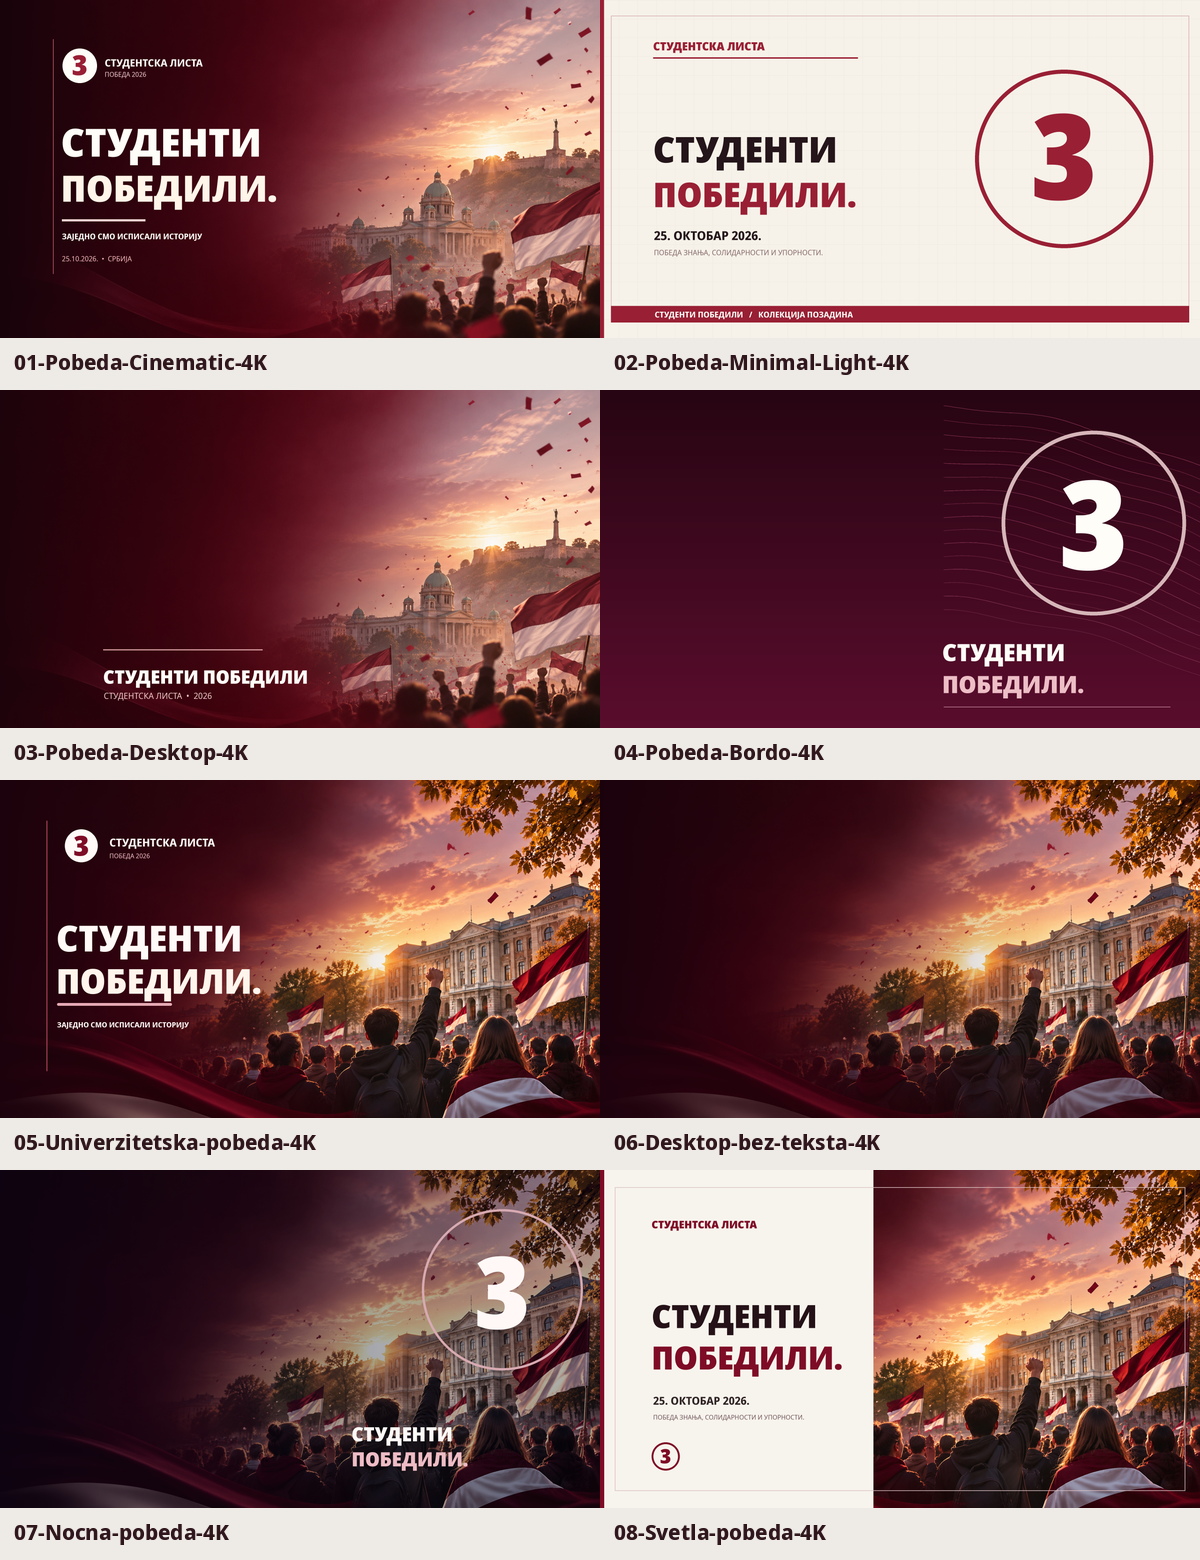 3
СТУДЕНТСКА ЛИСТА
ПОБЕДА 2026
СТУДЕНТИ
ПОБЕДИЛИ.
ЗАЈЕДНО СМО ИСПИСАЛИ ИСТОРИЈУ
25.10.2026. • СРБИЈА
01-Pobeda-Cinematic-4K
СТУДЕНТСКА ЛИСТА
СТУДЕНТИ
ПОБЕДИЛИ.
25. ОКТОБАР 2026.
ПОБЕДА ЗНАЊА, СОЛИДАРНОСТИ И УПОРНОСТИ.
3
СТУДЕНТИ ПОБЕДИЛИ / КОЛЕКЦИЈА ПОЗАДИНА
02-Pobeda-Minimal-Light-4K
СТУДЕНТИ ПОБЕДИЛИ
СТУДЕНТСКА ЛИСТА • 2026
03-Pobeda-Desktop-4K
3
СТУДЕНТИ
ПОБЕДИЛИ.
04-Pobeda-Bordo-4K
3
СТУДЕНТСКА ЛИСТА
ПОБЕДА 2026
СТУДЕНТИ
ПОБЕДИЛИ.
ЗАЈЕДНО СМО ИСПИСАЛИ ИСТОРИЈУ
05-Univerzitetska-pobeda-4K
06-Desktop-bez-teksta-4K
3
СТУДЕНТИ
ПОБЕДИЛИ.
07-Nocna-pobeda-4K
СТУДЕНТСКА ЛИСТА
СТУДЕНТИ
ПОБЕДИЛИ.
25. ОКТОБАР 2026.
ПОБЕДА ЗНАЊА, СОЛИДАРНОСТИ И УПОРНОСТИ.
3
08-Svetla-pobeda-4K